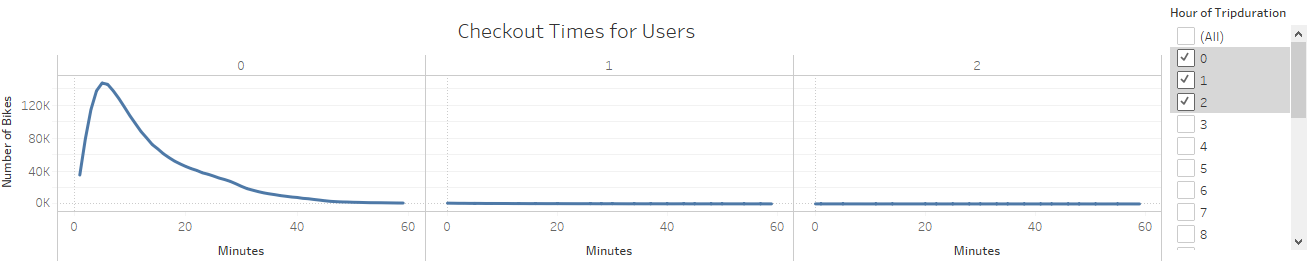 Checkout Times for Users
0
1
2
Number of Bikes
120K
80K
40K
0K
0
20
40
60
0
20
40
60
0
20
40
60
Minutes
Minutes
Minutes
Hour of Tripduration
(All)
0
1
2
3
4
5
6
7
8